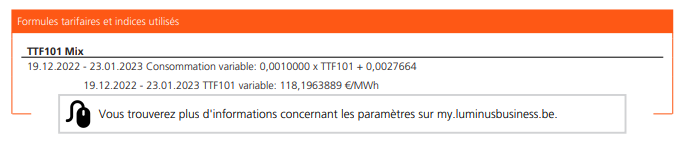 Formules tarifaires et indices utilisés
TTF101 Mix
19.12.2022 - 23.01.2023 Consommation variable: 0,0010000 x TTF101 + 0,0027664
19.12.2022 - 23.01.2023 TTF101 variable: 118,1963889 €/MWh
Vous trouverez plus d'informations concernant les paramètres sur my.luminusbusiness.be.